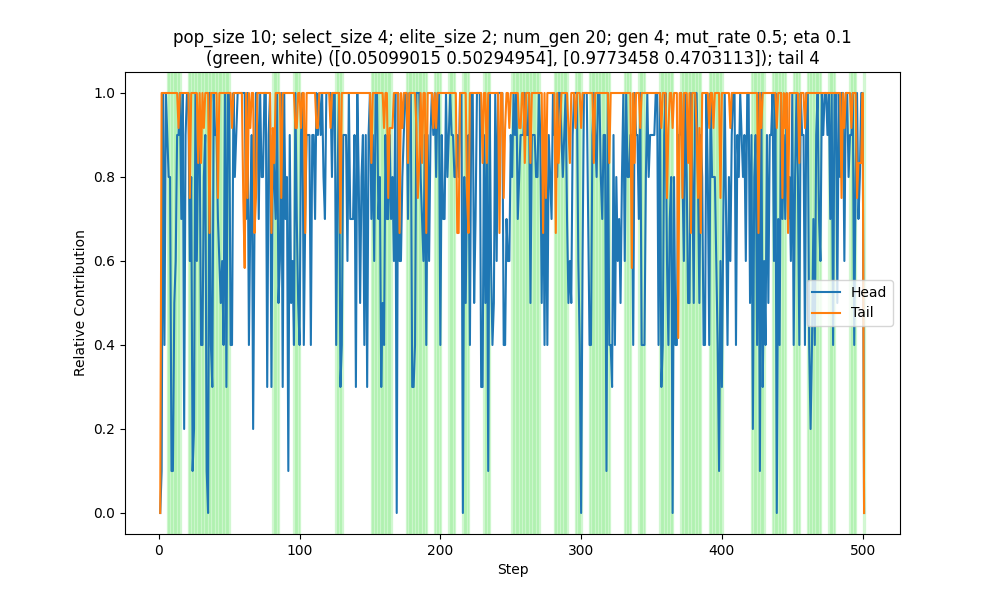 pop_size 10; select_size 4; elite_size 2; num_gen 20; gen 4; mut_rate 0.5; eta 0.1
(green, white) ([0.05099015 0.50294954], [0.9773458 0.4703113]); tail 4
1.0
0.8
0.6
0.4
0.2
0.0
Relative Contribution
Head
Tail
0
100
200
300
400
500
Step